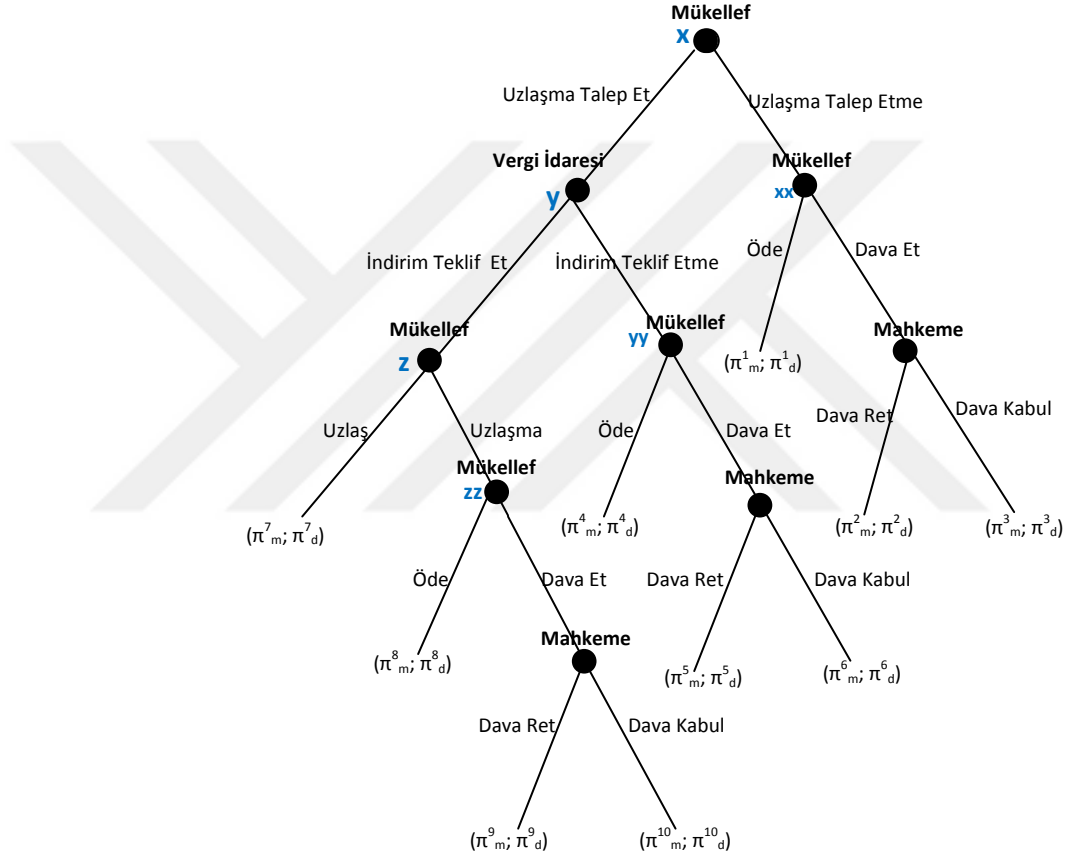 Mükellef
x
Uzlaşma Talep Et
Uzlaşma Talep Etme
Vergi İdaresi
y
Mükellef
xx
İndirim Teklif Et
İndirim Teklif Etme
Öde
Dava Et
Mükellef
z
Mükellef
yy
(π¹ₘ; π¹d)
Mahkeme
Uzlaş
Uzlaşma
Öde
Dava Et
Dava Ret
Dava Kabul
Mükellef
zz
Mahkeme
(π⁷ₘ; π⁷d)
(π⁴ₘ; π⁴d)
(π²ₘ; π²d)
(π³ₘ; π³d)
Öde
Dava Et
Dava Ret
Dava Kabul
Mahkeme
(π⁸ₘ; π⁸d)
(π⁵ₘ; π⁵d)
(π⁶ₘ; π⁶d)
Dava Ret
Dava Kabul
(π⁹ₘ; π⁹d)
(π¹⁰ₘ; π¹⁰d)